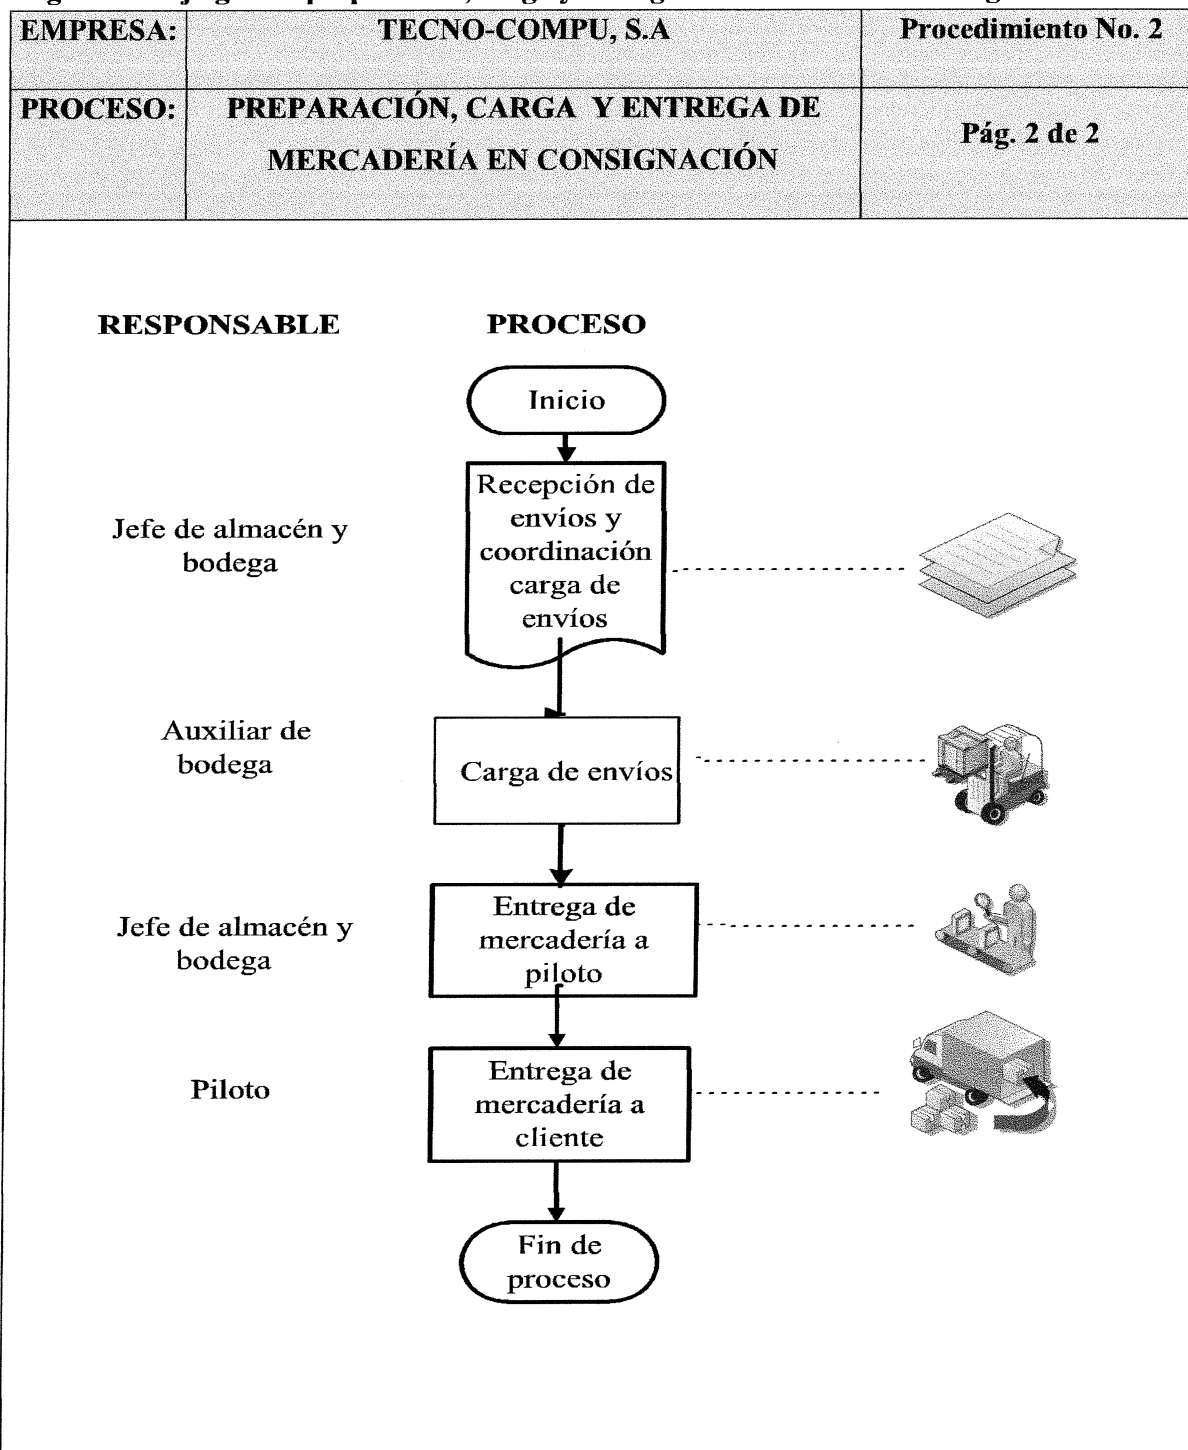 EMPRESA: TECNO-COMPU, S.A Procedimiento No. 2
PROCESO: PREPARACIÓN, CARGA Y ENTREGA DE
MERCADERÍA EN CONSIGNACIÓN
Pág. 2 de 2
RESPONSABLE PROCESO
Inicio
Jefe de almacén y
bodega
Recepción de
envíos y
coordinación
carga de
envíos
Auxiliar de
bodega
Carga de envíos
Jefe de almacén y
bodega
Entrega de
mercadería a
piloto
Piloto
Entrega de
mercadería a
cliente
Fin de
proceso